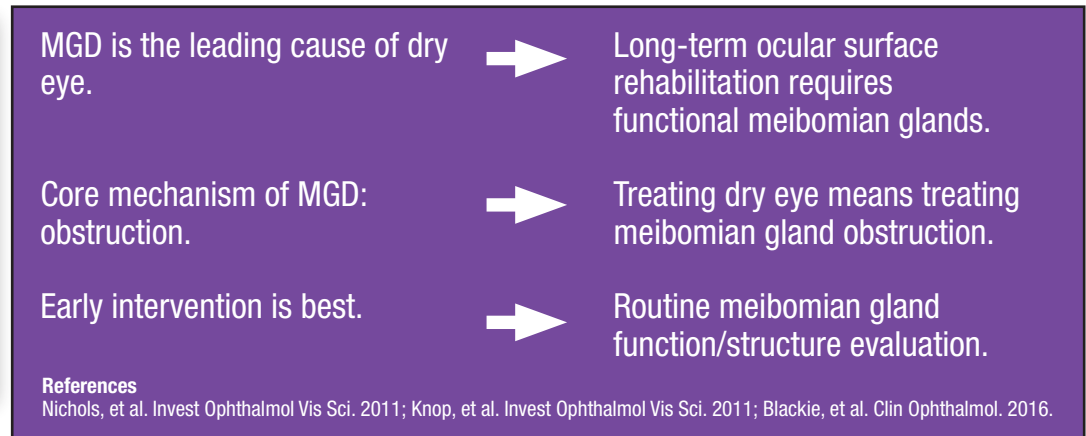 MGD is the leading cause of dry
eye.
Long-term ocular surface
rehabilitation requires
functional meibomian glands.
Core mechanism of MGD:
obstruction.
Treating dry eye means treating
meibomian gland obstruction.
Early intervention is best.
Routine meibomian gland
function/structure evaluation.
References
Nichols, et al. Invest Ophthalmol Vis Sci. 2011; Knop, et al. Invest Ophthalmol Vis Sci. 2011; Blackie, et al. Clin Ophthalmol. 2016.